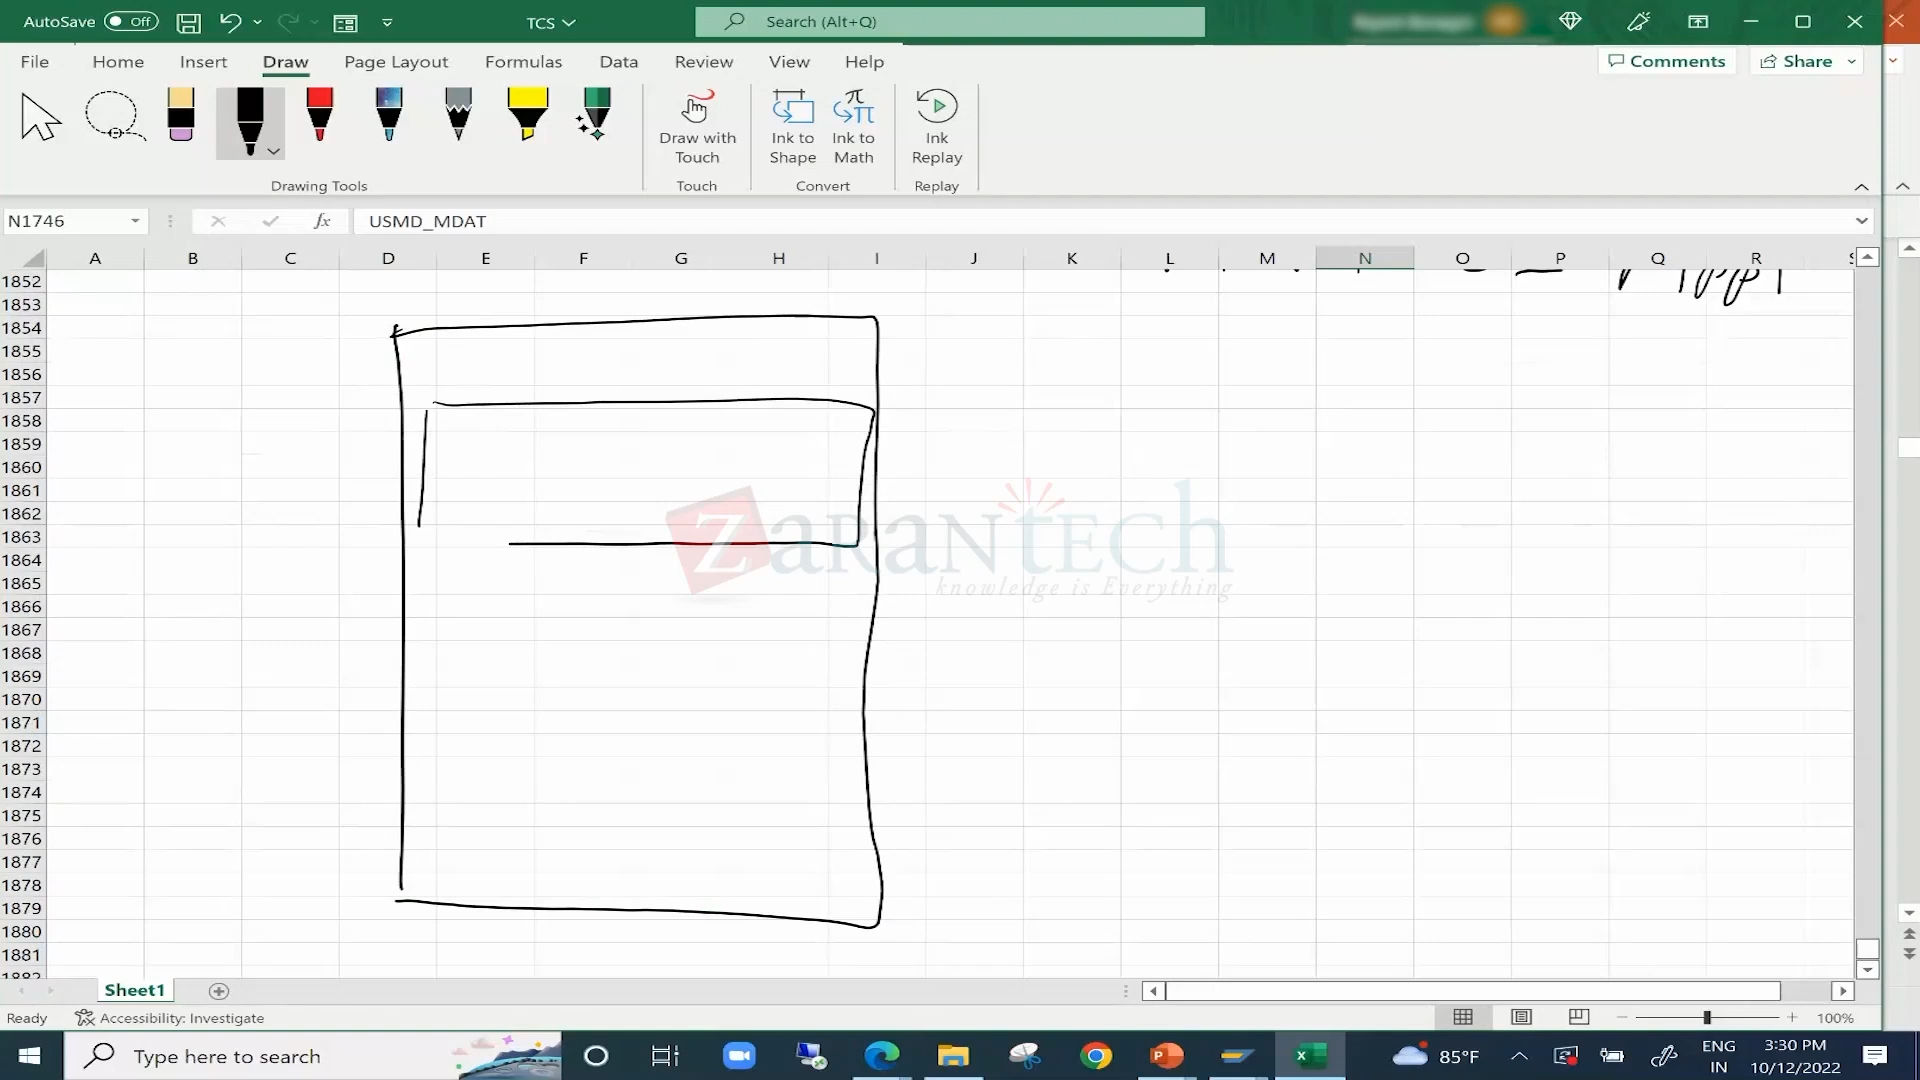 AutoSave Off TCS Search (Alt+Q)
File Home Insert Draw Page Layout Formulas Data Review View Help Comments Share
Draw with Touch
Ink to Shape
Ink to Math
Ink Replay
Drawing Tools Touch Convert Replay
N1746 fx USMD_MDAT
A B C D E F G H I J K L M N O P Q R S
1852
1853
1854
1855
1856
1857
1858
1859
1860
1861
1862
1863
1864
1865
1866
1867
1868
1869
1870
1871
1872
1873
1874
1875
1876
1877
1878
1879
1880
1881
1882
ZaRaNtech
knowledge is Everything
Sheet1
Ready Accessibility: Investigate 100%
Type here to search 85°F ENG IN 3:30 PM 10/12/2022